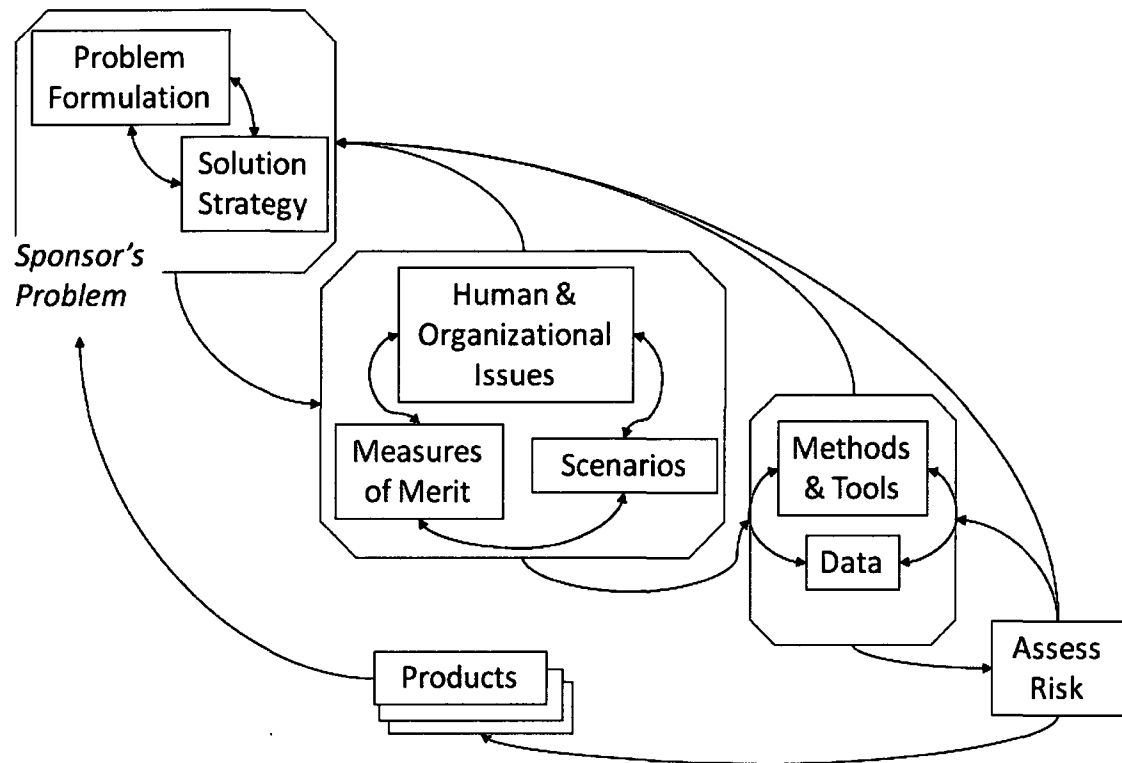 Problem
Formulation
Solution
Strategy
Sponsor's
Problem
Human &
Organizational
Issues
Measures
of Merit
Scenarios
Methods
& Tools
Data
Products
Assess
Risk